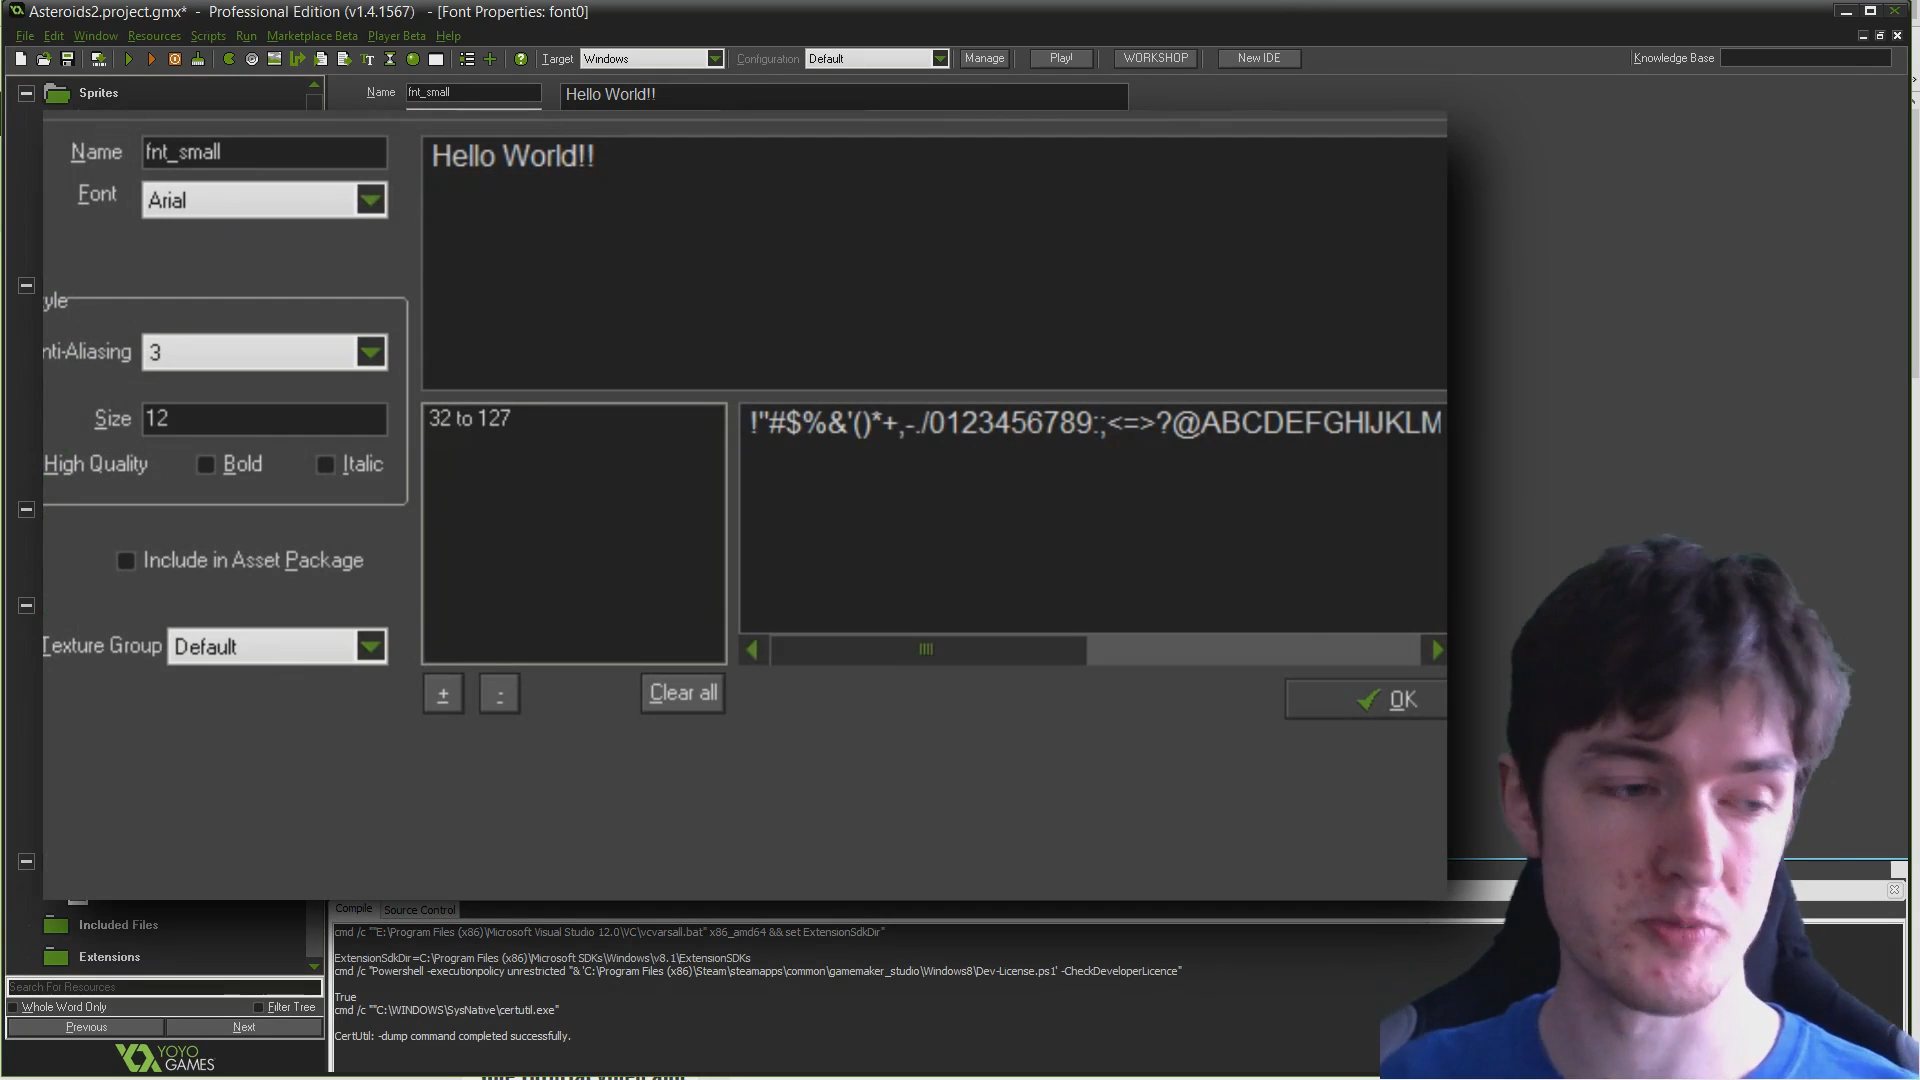 Asteroids2.project.gmx* - Professional Edition (v1.4.1567) - [Font Properties: font0]
File Edit Window Resources Scripts Run Marketplace Beta Player Beta Help
Target Windows Configuration Default Manage Play! WORKSHOP New IDE Knowledge Base
Sprites
Name fnt_small Hello World!!
Name fnt_small
Hello World!!
Font Arial
yle
nti-Aliasing 3
Size 12
High Quality Bold Italic
Include in Asset Package
Texture Group Default
32 to 127
!"#$%&'()*+,-./0123456789:;<=>?@ABCDEFGHIJKLM
+ - Clear all
OK
Included Files
Extensions
Search For Resources
Whole Word Only Filter Tree
Previous Next
YOYO
GAMES
Compile Source Control
cmd /c ""E:\Program Files (x86)\Microsoft Visual Studio 12.0\VC\vcvarsall.bat" x86_amd64 && set ExtensionSdkDir"
ExtensionSdkDir=C:\Program Files (x86)\Microsoft SDKs\Windows\v8.1\ExtensionSDKs
cmd /c "Powershell -executionpolicy unrestricted "& 'C:\Program Files (x86)\Steam\steamapps\common\gamemaker_studio\Windows8\Dev-License.ps1' -CheckDeveloperLicence"
True
cmd /c ""C:\WINDOWS\SysNative\certutil.exe"
CertUtil: -dump command completed successfully.